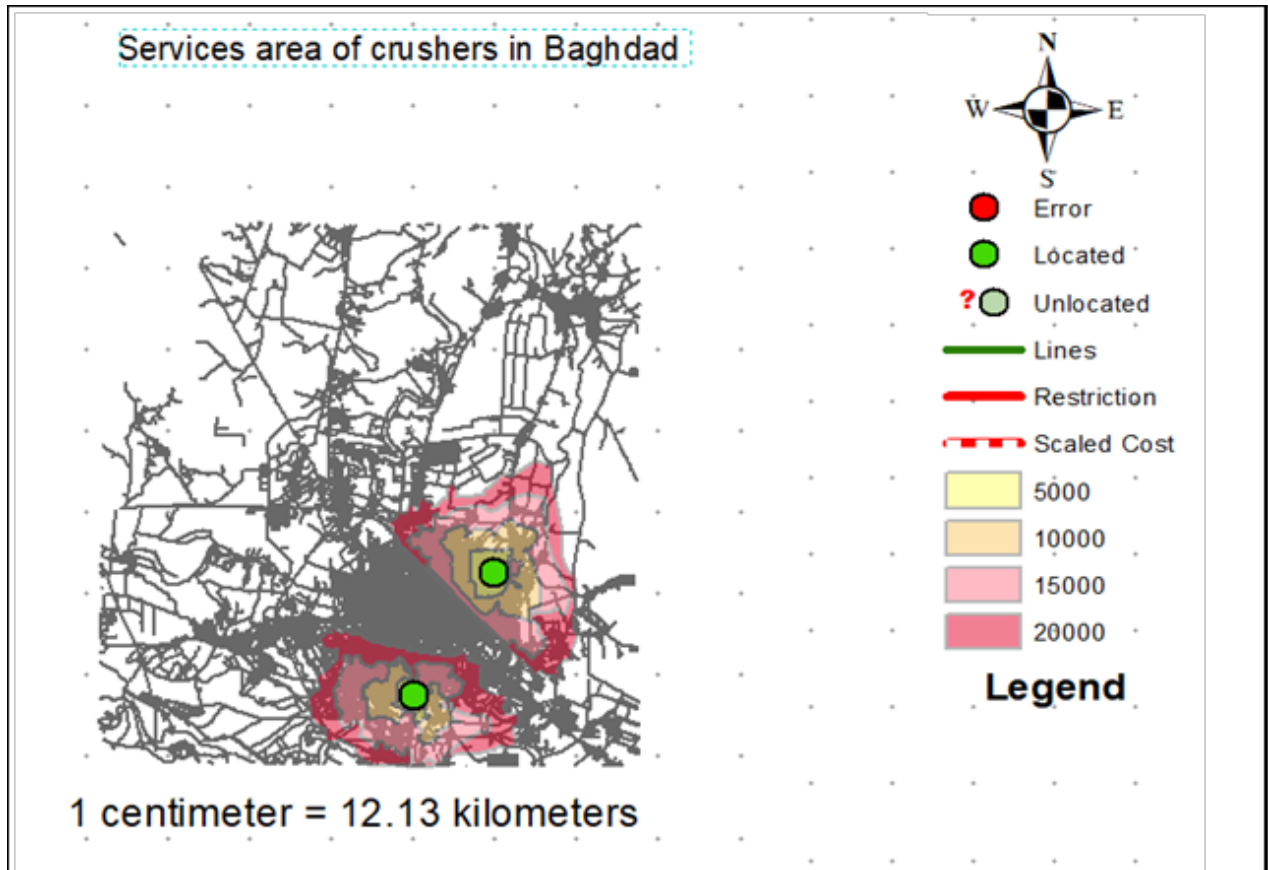 Services area of crushers in Baghdad
N
W E
S
Error
Located
? Unlocated
Lines
Restriction
Scaled Cost
5000
10000
15000
20000
Legend
1 centimeter = 12.13 kilometers